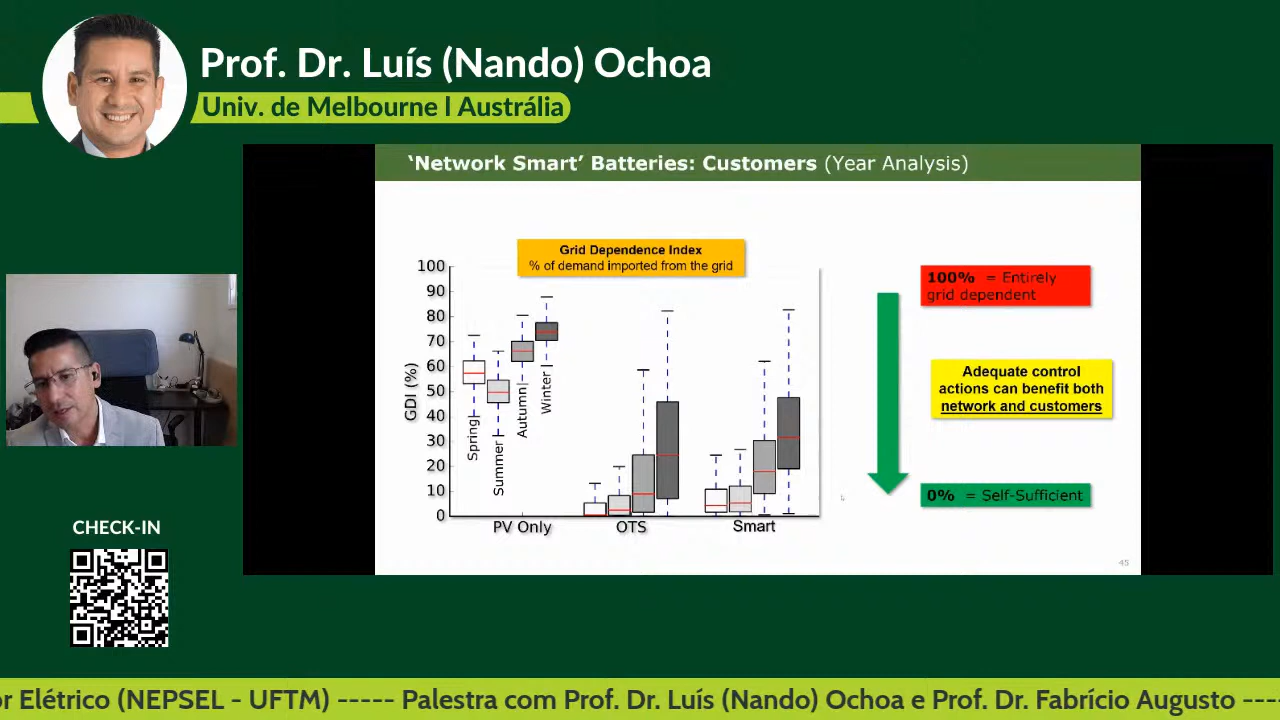 Prof. Dr. Luís (Nando) Ochoa
Univ. de Melbourne I Austrália
'Network Smart' Batteries: Customers (Year Analysis)
Grid Dependence Index
% of demand imported from the grid
100
90
80
70
60
50
40
30
20
10
0
GDI (%)
Spring
Summer
Autumn
Winter
PV Only
OTS
Smart
100% = Entirely
grid dependent
Adequate control
actions can benefit both
network and customers
0% = Self-Sufficient
45
CHECK-IN
or Elétrico (NEPSEL - UFTM) ----- Palestra com Prof. Dr. Luís (Nando) Ochoa e Prof. Dr. Fabrício Augusto ---